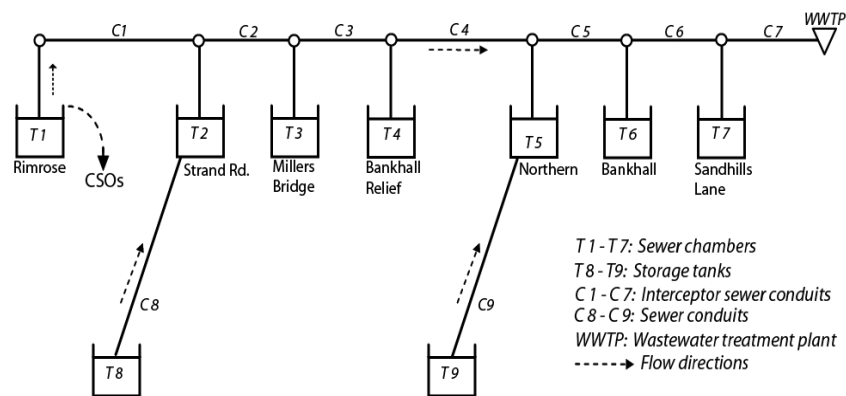 WWTP
C1 C2 C3 C4 C5 C6 C7
T1 T2 T3 T4 T5 T6 T7
Rimrose
CSOs
Strand Rd.
Millers
Bridge
Bankhall
Relief
Northern
Bankhall
Sandhills
Lane
C8
C9
T8
T9
T1-T7: Sewer chambers
T8-T9: Storage tanks
C1-C7: Interceptor sewer conduits
C8-C9: Sewer conduits
WWTP: Wastewater treatment plant
Flow directions